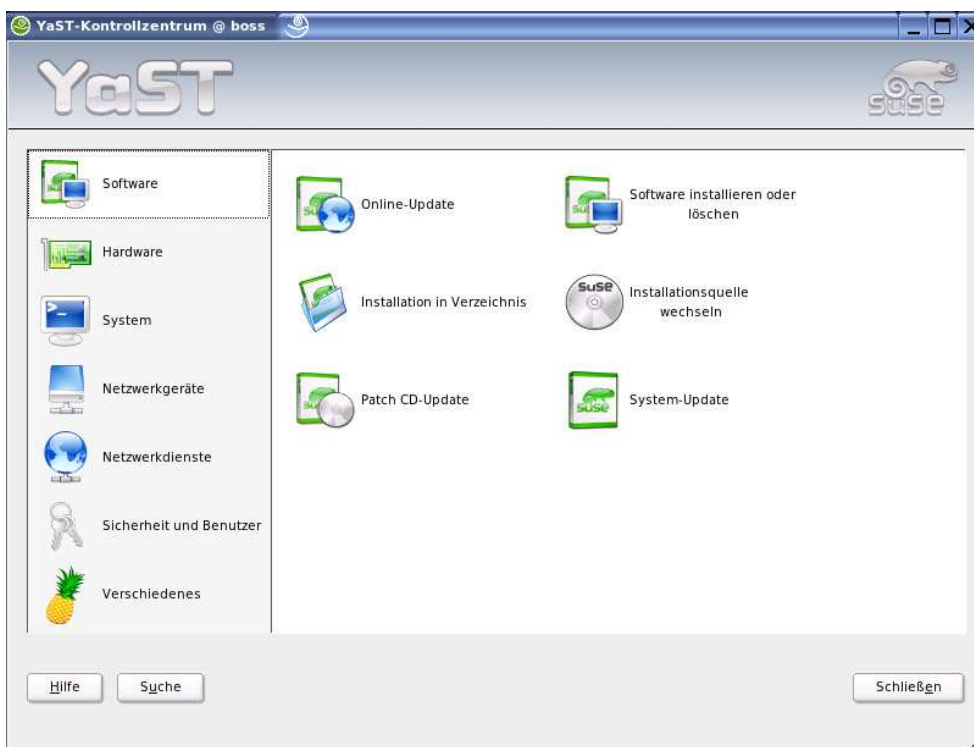 YaST-Kontrollzentrum @ boss
YaST
SUSE
Software
Hardware
System
Netzwerkgeräte
Netzwerkdienste
Sicherheit und Benutzer
Verschiedenes
Online-Update
Software installieren oder
löschen
Installation in Verzeichnis
SUSE
Installationsquelle
wechseln
Patch CD-Update
SUSE
System-Update
Hilfe
Suche
Schließen